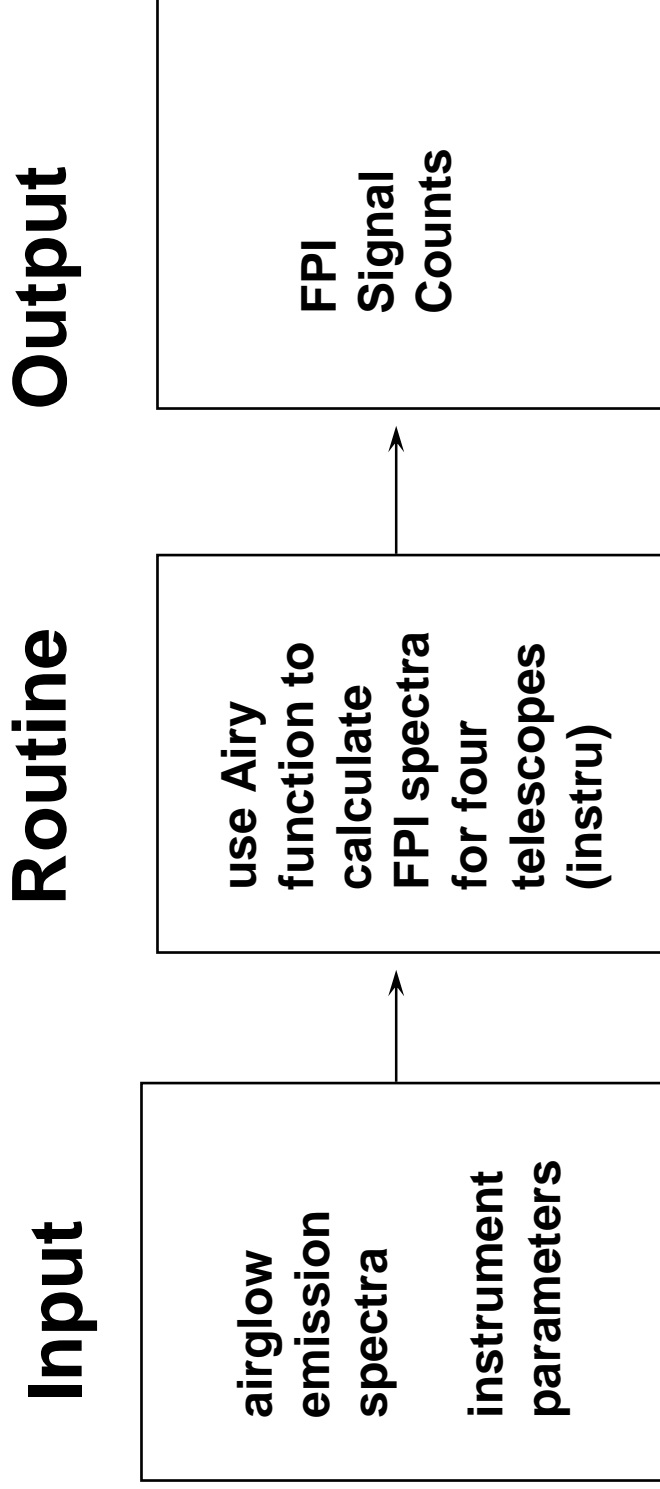 Input
airglow
emission
spectra
instrument
parameters
Routine
use Airy
function to
calculate
FPI spectra
for four
telescopes
(instru)
Output
FPI
Signal
Counts